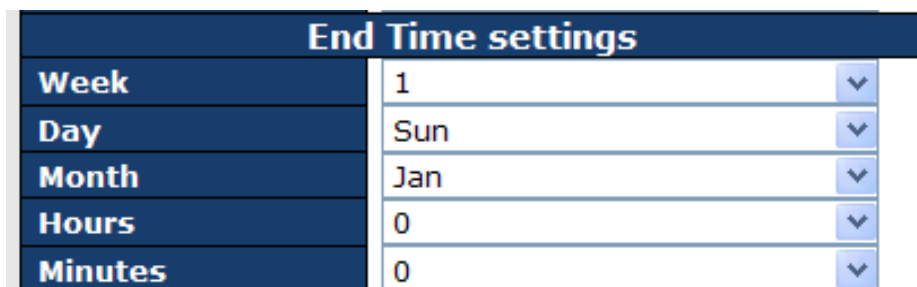 End Time settings
Week 1
Day Sun
Month Jan
Hours 0
Minutes 0